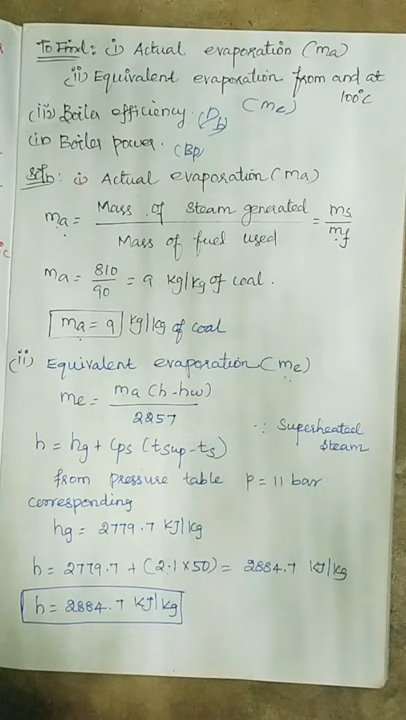 To Find: i) Actual evaporation (ma)
ii) Equivalent evaporation from and at 100°C (me)
iii) Boiler efficiency. (ηb)
iv) Boiler power. (Bp)
Soln: i) Actual evaporation (ma)
ma = Mass of steam generated / Mass of fuel used = ms / mf
ma = 810 / 90 = 9 kg/kg of coal.
ma = 9 kg/kg of coal
(ii) Equivalent evaporation (me)
me = ma (h-hw) / 2257
∵ Superheated steam
h = hg + Cps (tsup - ts)
from pressure table P = 11 bar
corresponding
hg = 2779.7 KJ/kg
h = 2779.7 + (2.1 x 50) = 2884.7 KJ/kg
h = 2884.7 KJ/kg